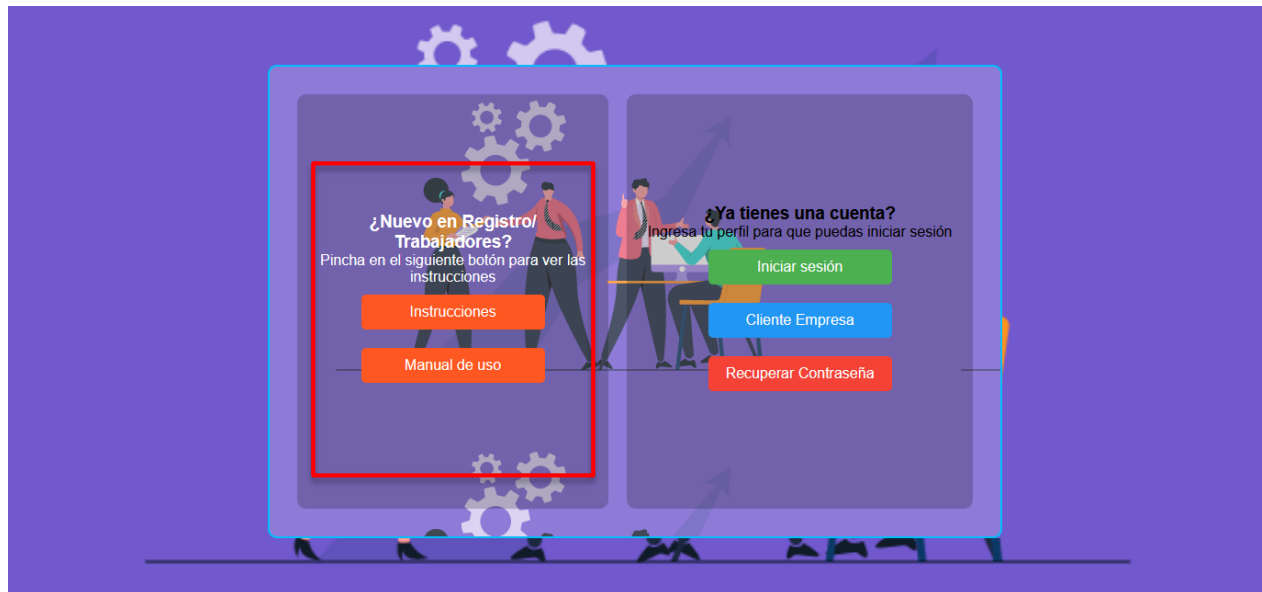 ¿Nuevo en Registro/
Trabajadores?
Pincha en el siguiente botón para ver las
instrucciones
Instrucciones
Manual de uso
¿Ya tienes una cuenta?
Ingresa tu perfil para que puedas iniciar sesión
Iniciar sesión
Cliente Empresa
Recuperar Contraseña